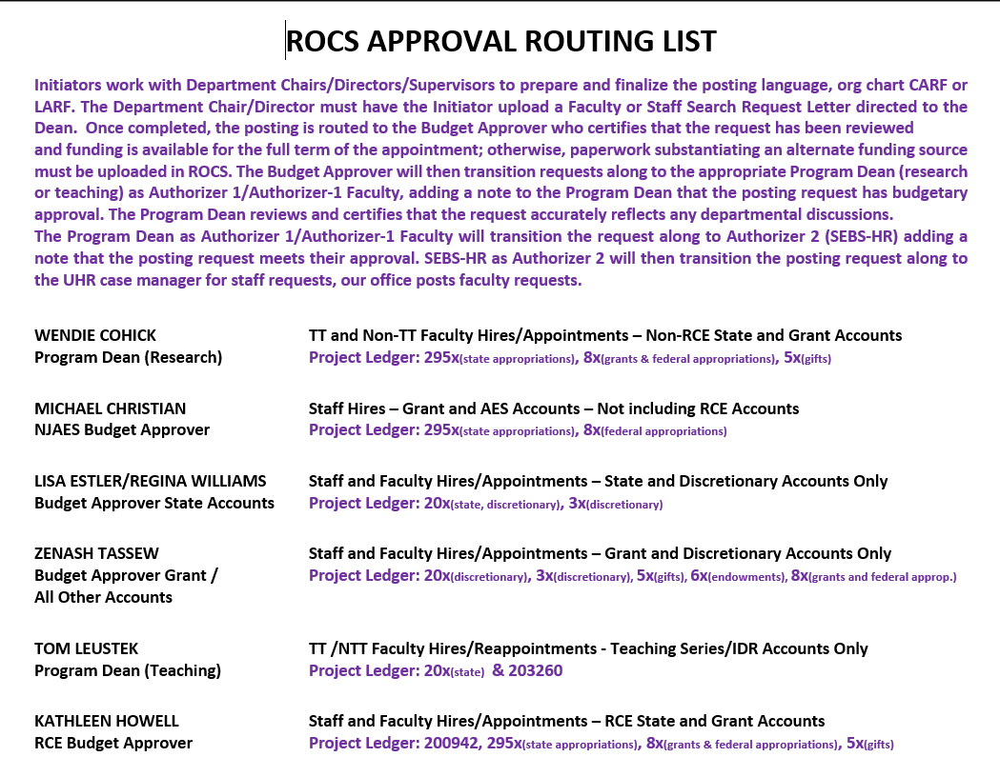 ROCS APPROVAL ROUTING LIST
Initiators work with Department Chairs/Directors/Supervisors to prepare and finalize the posting language, org chart CARF or
LARF. The Department Chair/Director must have the Initiator upload a Faculty or Staff Search Request Letter directed to the
Dean.  Once completed, the posting is routed to the Budget Approver who certifies that the request has been reviewed
and funding is available for the full term of the appointment; otherwise, paperwork substantiating an alternate funding source
must be uploaded in ROCS. The Budget Approver will then transition requests along to the appropriate Program Dean (research
or teaching) as Authorizer 1/Authorizer-1 Faculty, adding a note to the Program Dean that the posting request has budgetary
approval. The Program Dean reviews and certifies that the request accurately reflects any departmental discussions.
The Program Dean as Authorizer 1/Authorizer-1 Faculty will transition the request along to Authorizer 2 (SEBS-HR) adding a
note that the posting request meets their approval. SEBS-HR as Authorizer 2 will then transition the posting request along to
the UHR case manager for staff requests, our office posts faculty requests.
WENDIE COHICK TT and Non-TT Faculty Hires/Appointments – Non-RCE State and Grant Accounts
Program Dean (Research) Project Ledger: 295x(state appropriations), 8x(grants & federal appropriations), 5x(gifts)
MICHAEL CHRISTIAN Staff Hires – Grant and AES Accounts – Not including RCE Accounts
NJAES Budget Approver Project Ledger: 295x(state appropriations), 8x(federal appropriations)
LISA ESTLER/REGINA WILLIAMS Staff and Faculty Hires/Appointments – State and Discretionary Accounts Only
Budget Approver State Accounts Project Ledger: 20x(state, discretionary), 3x(discretionary)
ZENASH TASSEW Staff and Faculty Hires/Appointments – Grant and Discretionary Accounts Only
Budget Approver Grant / Project Ledger: 20x(discretionary), 3x(discretionary), 5x(gifts), 6x(endowments), 8x(grants and federal approp.)
All Other Accounts
TOM LEUSTEK TT /NTT Faculty Hires/Reappointments - Teaching Series/IDR Accounts Only
Program Dean (Teaching) Project Ledger: 20x(state)  & 203260
KATHLEEN HOWELL Staff and Faculty Hires/Appointments – RCE State and Grant Accounts
RCE Budget Approver Project Ledger: 200942, 295x(state appropriations), 8x(grants & federal appropriations), 5x(gifts)